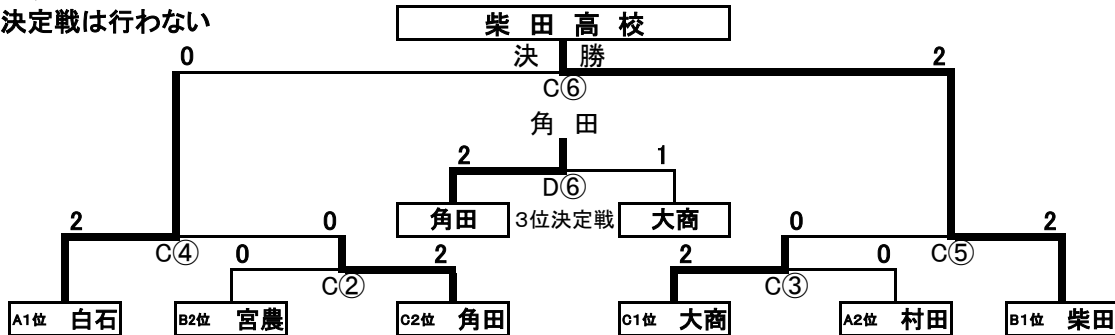 決定戦は行わない
柴田高校
0 決勝 2
C⑥
角田
2 1
D⑥
角田 3位決定戦 大商
2 0 0 2
C④ 0 2 2 0 C⑤
C② C③
A1位 白石 B2位 宮農 C2位 角田 C1位 大商 A2位 村田 B1位 柴田